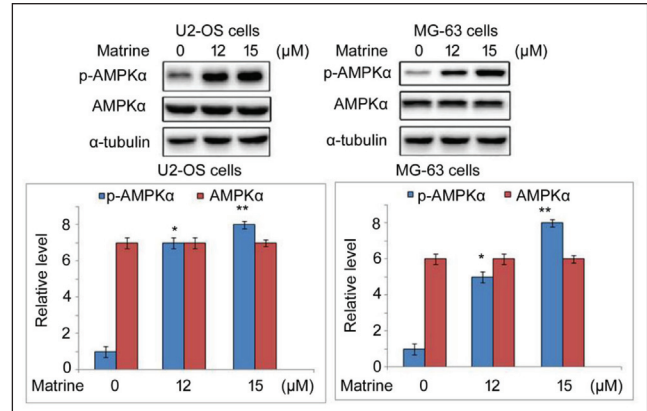 U2-OS cells
Matrine 0 12 15 (μM)
p-AMPKα
AMPKα
α-tubulin
MG-63 cells
Matrine 0 12 15 (μM)
p-AMPKα
AMPKα
α-tubulin
U2-OS cells
p-AMPKα AMPKα
Relative level
8
6
4
2
0
* **
Matrine 0 12 15 (μM)
MG-63 cells
p-AMPKα AMPKα
Relative level
8
6
4
2
0
* **
Matrine 0 12 15 (μM)